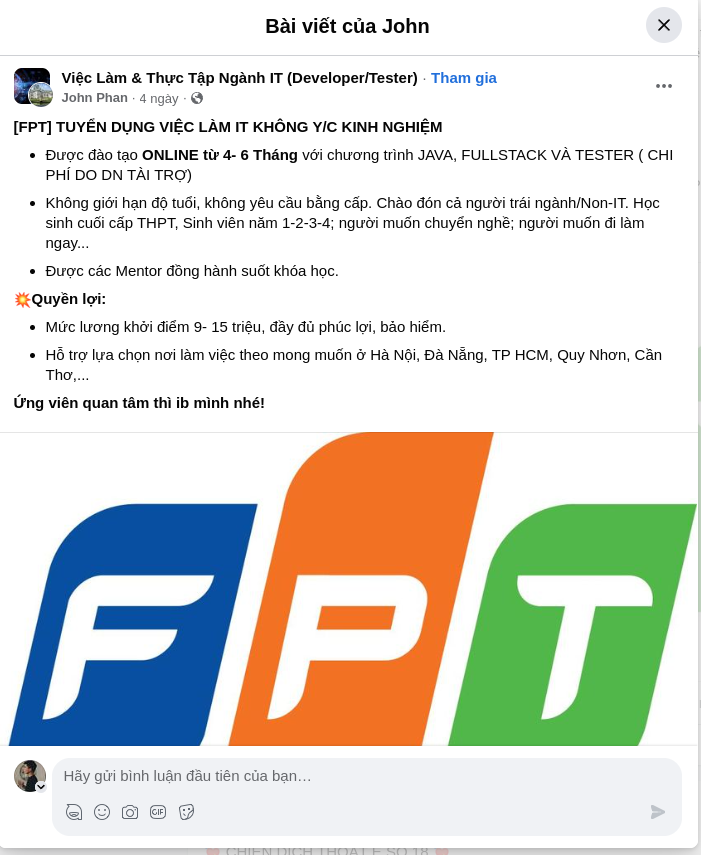 Bài viết của John
Việc Làm & Thực Tập Ngành IT (Developer/Tester) · Tham gia
John Phan · 4 ngày ·
[FPT] TUYỂN DỤNG VIỆC LÀM IT KHÔNG Y/C KINH NGHIỆM
Được đào tạo ONLINE từ 4- 6 Tháng với chương trình JAVA, FULLSTACK VÀ TESTER ( CHI
PHÍ DO DN TÀI TRỢ)
Không giới hạn độ tuổi, không yêu cầu bằng cấp. Chào đón cả người trái ngành/Non-IT. Học
sinh cuối cấp THPT, Sinh viên năm 1-2-3-4; người muốn chuyển nghề; người muốn đi làm
ngay...
Được các Mentor đồng hành suốt khóa học.
💥Quyền lợi:
Mức lương khởi điểm 9- 15 triệu, đầy đủ phúc lợi, bảo hiểm.
Hỗ trợ lựa chọn nơi làm việc theo mong muốn ở Hà Nội, Đà Nẵng, TP HCM, Quy Nhơn, Cần
Thơ,...
Ứng viên quan tâm thì ib mình nhé!
FPT
Hãy gửi bình luận đầu tiên của bạn…
GIF